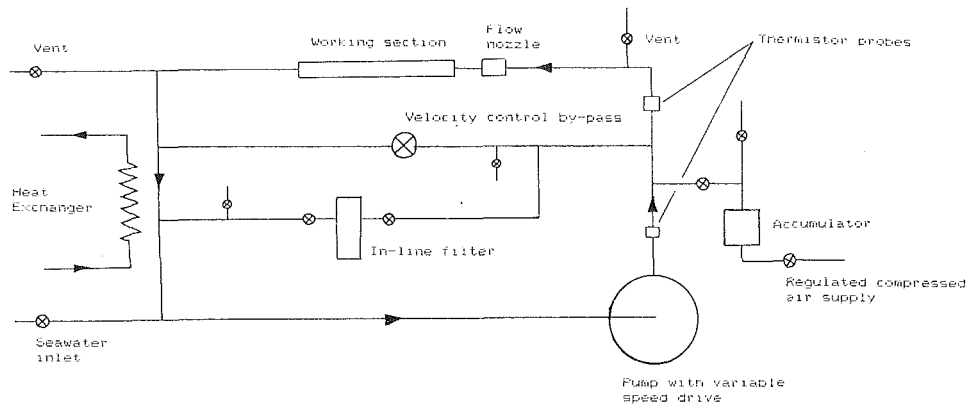 Vent
Working section
Flow
nozzle
Vent
Thermistor probes
Velocity control by-pass
Heat
Exchanger
In-line filter
Accumulator
Regulated compressed
air supply
Seawater
inlet
Pump with variable
speed drive